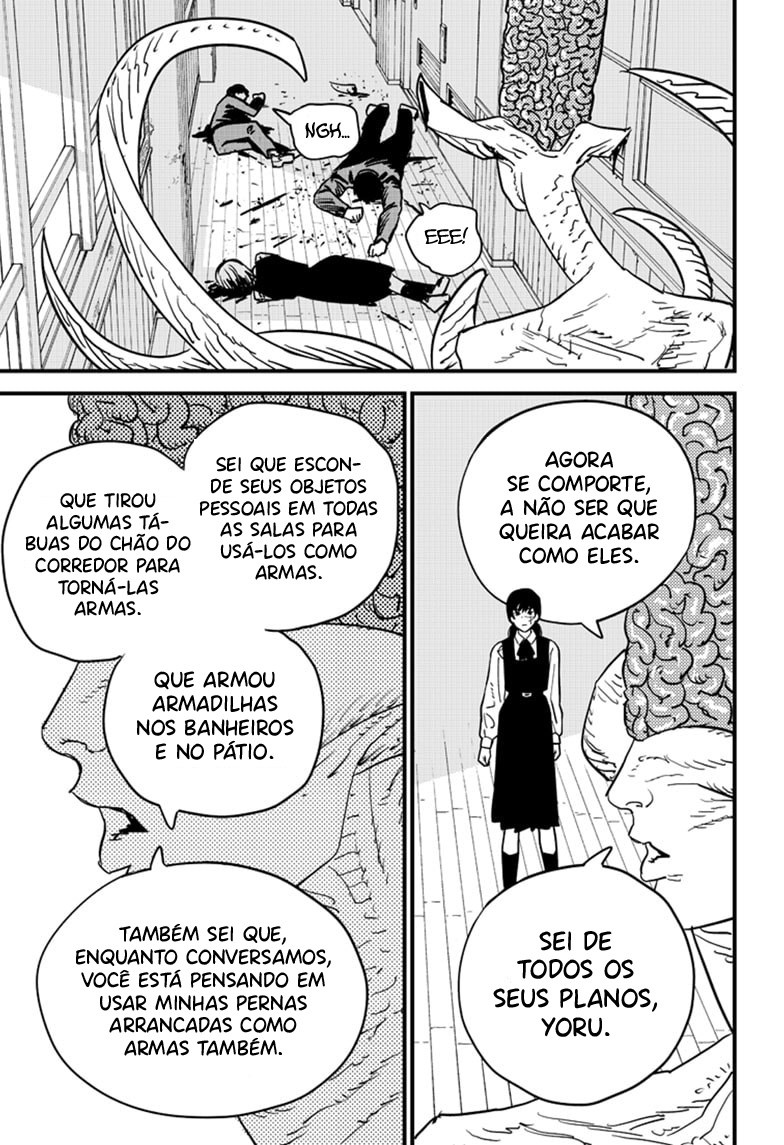 NGH...
EEE!
AGORA
SE COMPORTE,
A NÃO SER QUE
QUEIRA ACABAR
COMO ELES.
SEI DE
TODOS OS
SEUS PLANOS,
YORU.
SEI QUE ESCON-
DE SEUS OBJETOS
PESSOAIS EM TODAS
AS SALAS PARA
USÁ-LOS COMO
ARMAS.
QUE TIROU
ALGUMAS TÁ-
BUAS DO CHÃO DO
CORREDOR PARA
TORNÁ-LAS
ARMAS.
QUE ARMOU
ARMADILHAS
NOS BANHEIROS
E NO PÁTIO.
TAMBÉM SEI QUE,
ENQUANTO CONVERSAMOS,
VOCÊ ESTÁ PENSANDO EM
USAR MINHAS PERNAS
ARRANCADAS COMO
ARMAS TAMBÉM.